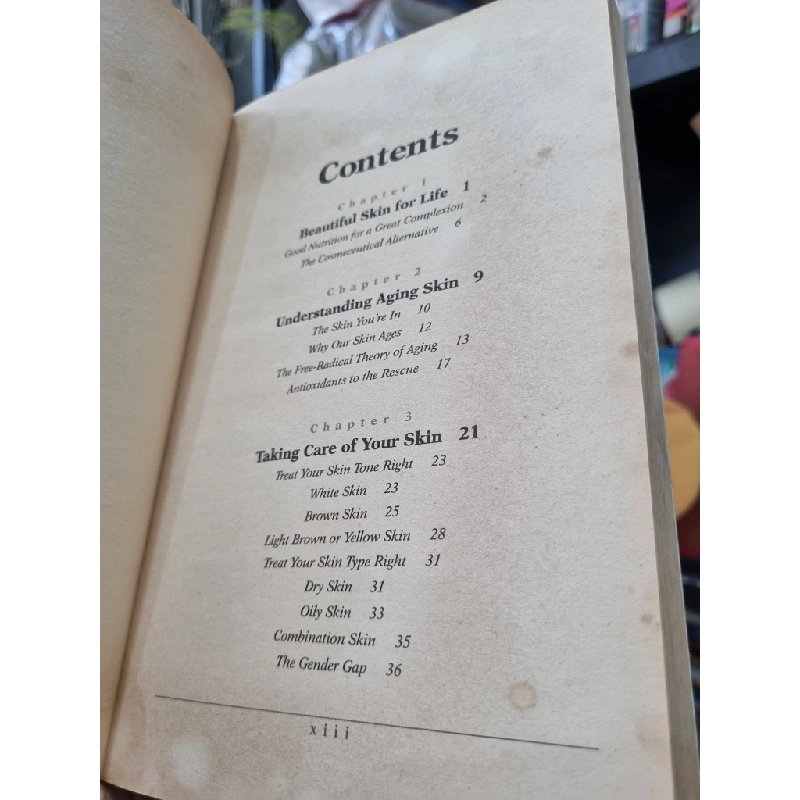 Contents
Chapter 1
Beautiful Skin for Life 1
Good Nutrition for a Great Complexion 2
The Cosmeceutical Alternative 6
Chapter 2
Understanding Aging Skin 9
The Skin You're In 10
Why Our Skin Ages 12
The Free-Radical Theory of Aging 13
Antioxidants to the Rescue 17
Chapter 3
Taking Care of Your Skin 21
Treat Your Skin Tone Right 23
White Skin 23
Brown Skin 25
Light Brown or Yellow Skin 28
Treat Your Skin Type Right 31
Dry Skin 31
Oily Skin 33
Combination Skin 35
The Gender Gap 36
xiii